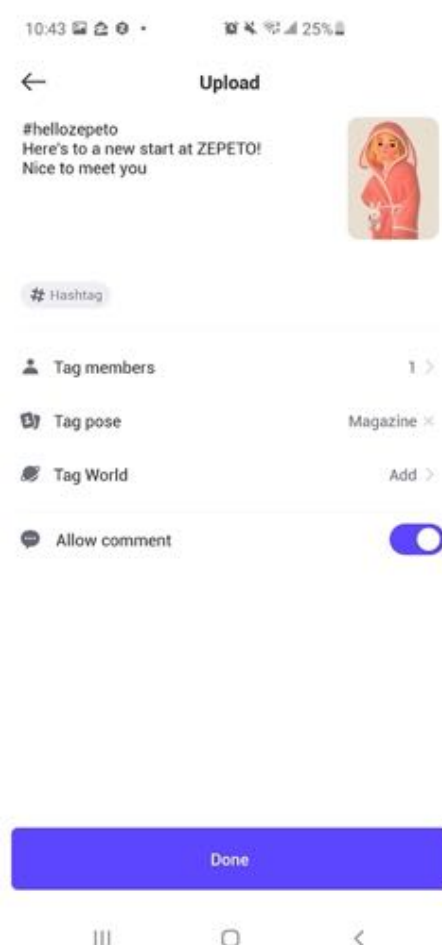 10:43
25%
Upload
#hellozepeto
Here's to a new start at ZEPETO!
Nice to meet you
# Hashtag
Tag members 1
Tag pose Magazine
Tag World Add
Allow comment
Done